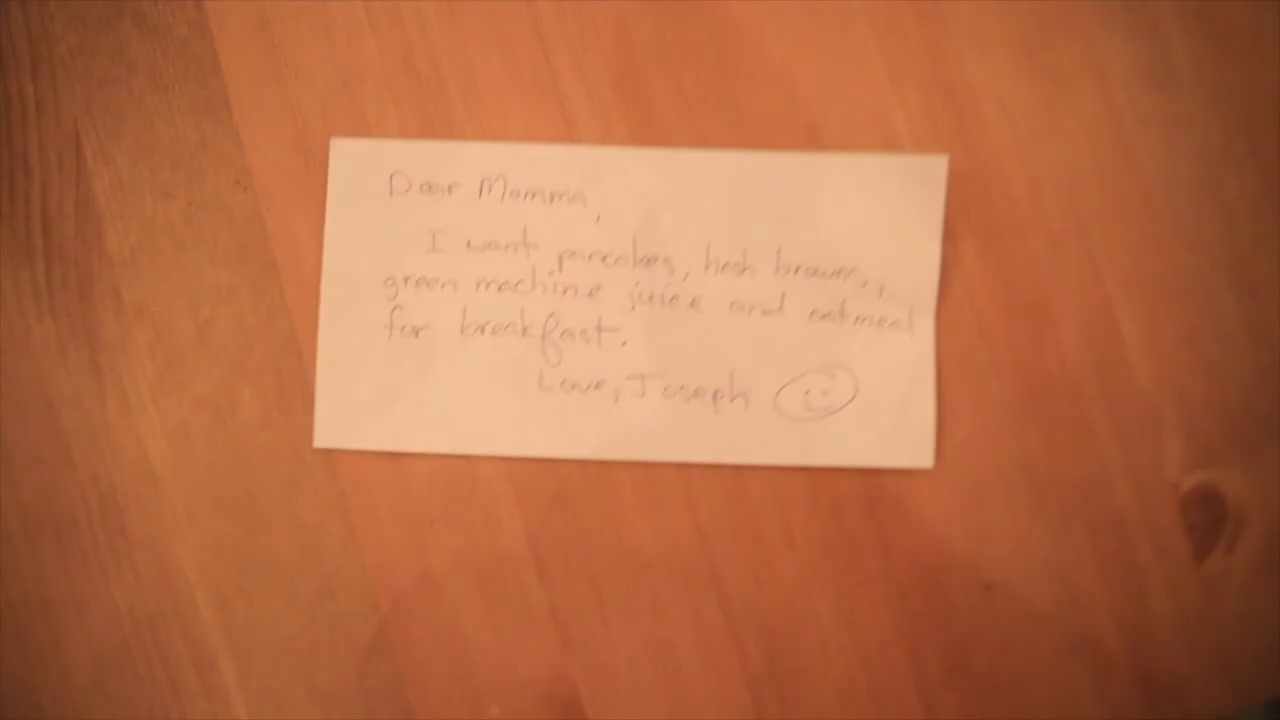 Dear Momma,
I want pancakes, hash browns,
green machine juice and oatmeal
for breakfast.
Love, Joseph